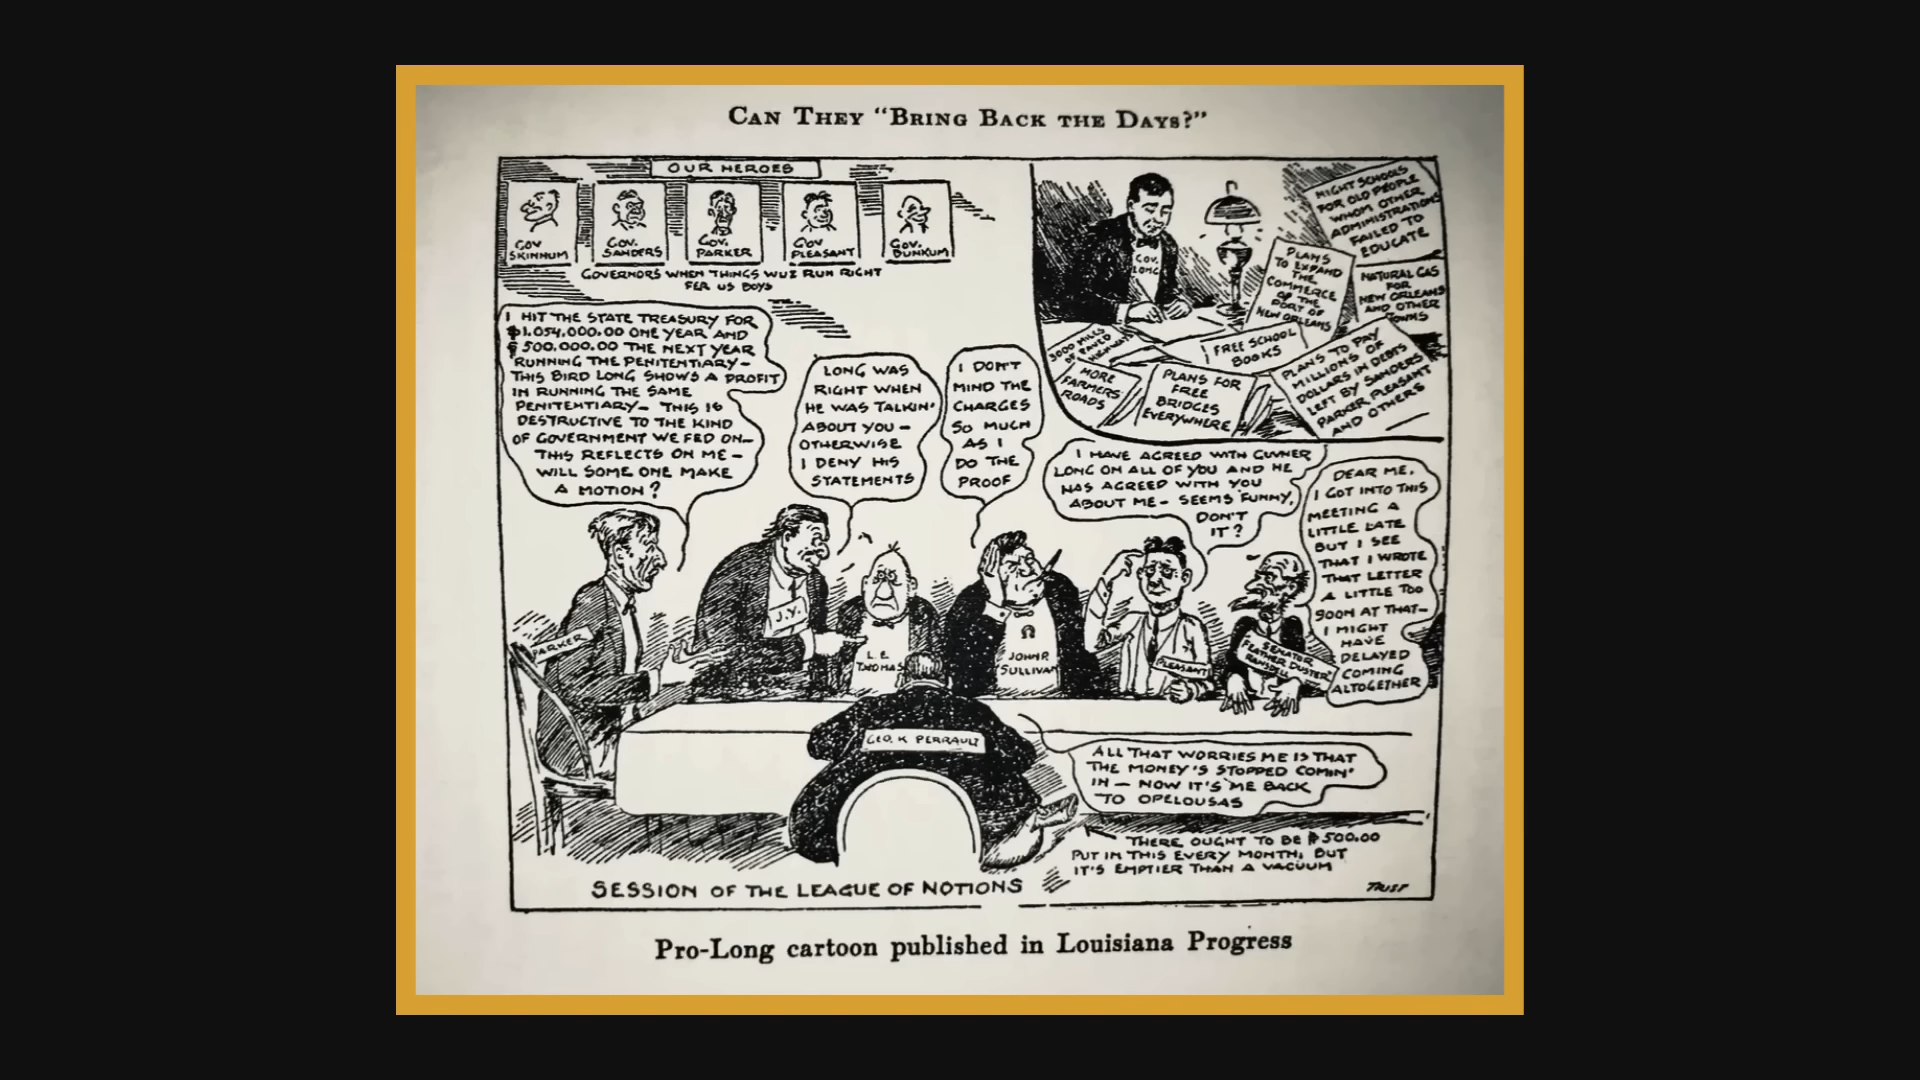 CAN THEY "BRING BACK THE DAYS?"
OUR HEROES
GOV
SKINNUM
GOV.
SANDERS
GOV.
PARKER
GOV
PLEASANT
GOV.
BUNKUM
GOVERNORS WHEN THINGS WUZ RUN RIGHT
FER US BOYS
GOV.
LONG
NIGHT SCHOOLS
FOR OLD PEOPLE
WHOM OTHER
ADMINISTRATIONS
FAILED TO
EDUCATE
PLANS
TO EXPAND
THE
COMMERCE
OF THE
PORT OF
NEW ORLEANS
NATURAL GAS
FOR
NEW ORLEANS
AND OTHER
TOWNS
3000 MILES
OF PAVED
HIGHWAYS
FREE SCHOOL
BOOKS
MORE
FARMERS
ROADS
PLANS FOR
FREE
BRIDGES
EVERYWHERE
PLANS TO PAY
MILLIONS OF
DOLLARS IN DEBTS
LEFT BY SANDERS
PARKER, PLEASANT
AND OTHERS
I HIT THE STATE TREASURY FOR
$1.054,000.00 ONE YEAR AND
$500.000.00 THE NEXT YEAR
RUNNING THE PENITENTIARY-
THIS BIRD LONG SHOWS A PROFIT
IN RUNNING THE SAME
PENITENTIARY- THIS IS
DESTRUCTIVE TO THE KIND
OF GOVERNMENT WE FED ON-
THIS REFLECTS ON ME-
WILL SOME ONE MAKE
A MOTION?
LONG WAS
RIGHT WHEN
HE WAS TALKIN'
ABOUT YOU-
OTHERWISE
I DENY HIS
STATEMENTS
I DON'T
MIND THE
CHARGES
SO MUCH
AS I
DO THE
PROOF
I HAVE AGREED WITH GUVNER
LONG ON ALL OF YOU AND HE
HAS AGREED WITH YOU
ABOUT ME- SEEMS FUNNY,
DON'T
IT?
DEAR ME,
I GOT INTO THIS
MEETING A
LITTLE LATE
BUT I SEE
THAT I WROTE
THAT LETTER
A LITTLE TOO
SOON AT THAT-
I MIGHT
HAVE
DELAYED
COMING
ALTOGETHER
PARKER
J.Y.
L.E.
THOMAS
JOHN P.
SULLIVAN
PLEASANT
SENATOR
FEATHER DUSTER
RANSDELL
GEO. K PERRAULT
ALL THAT WORRIES ME IS THAT
THE MONEY'S STOPPED COMIN'
IN- NOW IT'S ME BACK
TO OPELOUSAS
THERE OUGHT TO BE $500.00
PUT IN THIS EVERY MONTH; BUT
IT'S EMPTIER THAN A VACUUM
SESSION OF THE LEAGUE OF NOTIONS
TRIST
Pro-Long cartoon published in Louisiana Progress